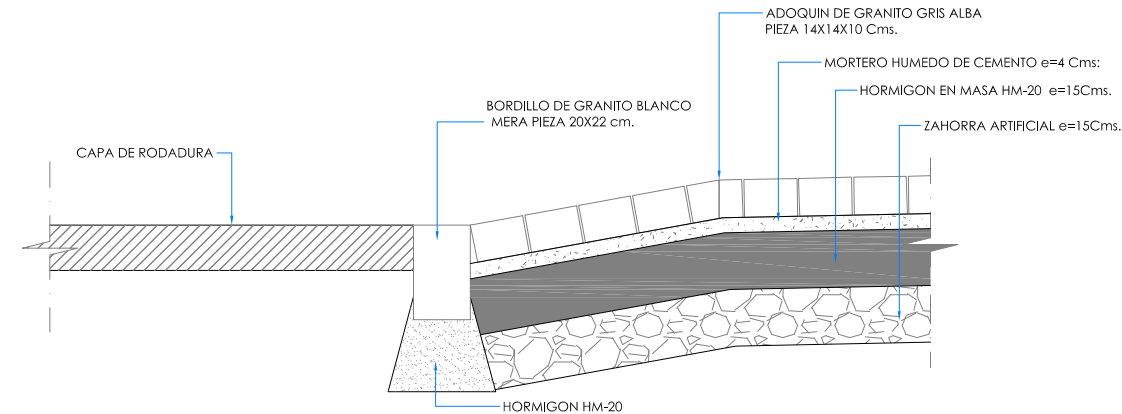 ADOQUIN DE GRANITO GRIS ALBA
PIEZA 14X14X10 Cms.
MORTERO HUMEDO DE CEMENTO e=4 Cms:
HORMIGON EN MASA HM-20 e=15Cms.
BORDILLO DE GRANITO BLANCO
MERA PIEZA 20X22 cm.
ZAHORRA ARTIFICIAL e=15Cms.
CAPA DE RODADURA
HORMIGON HM-20